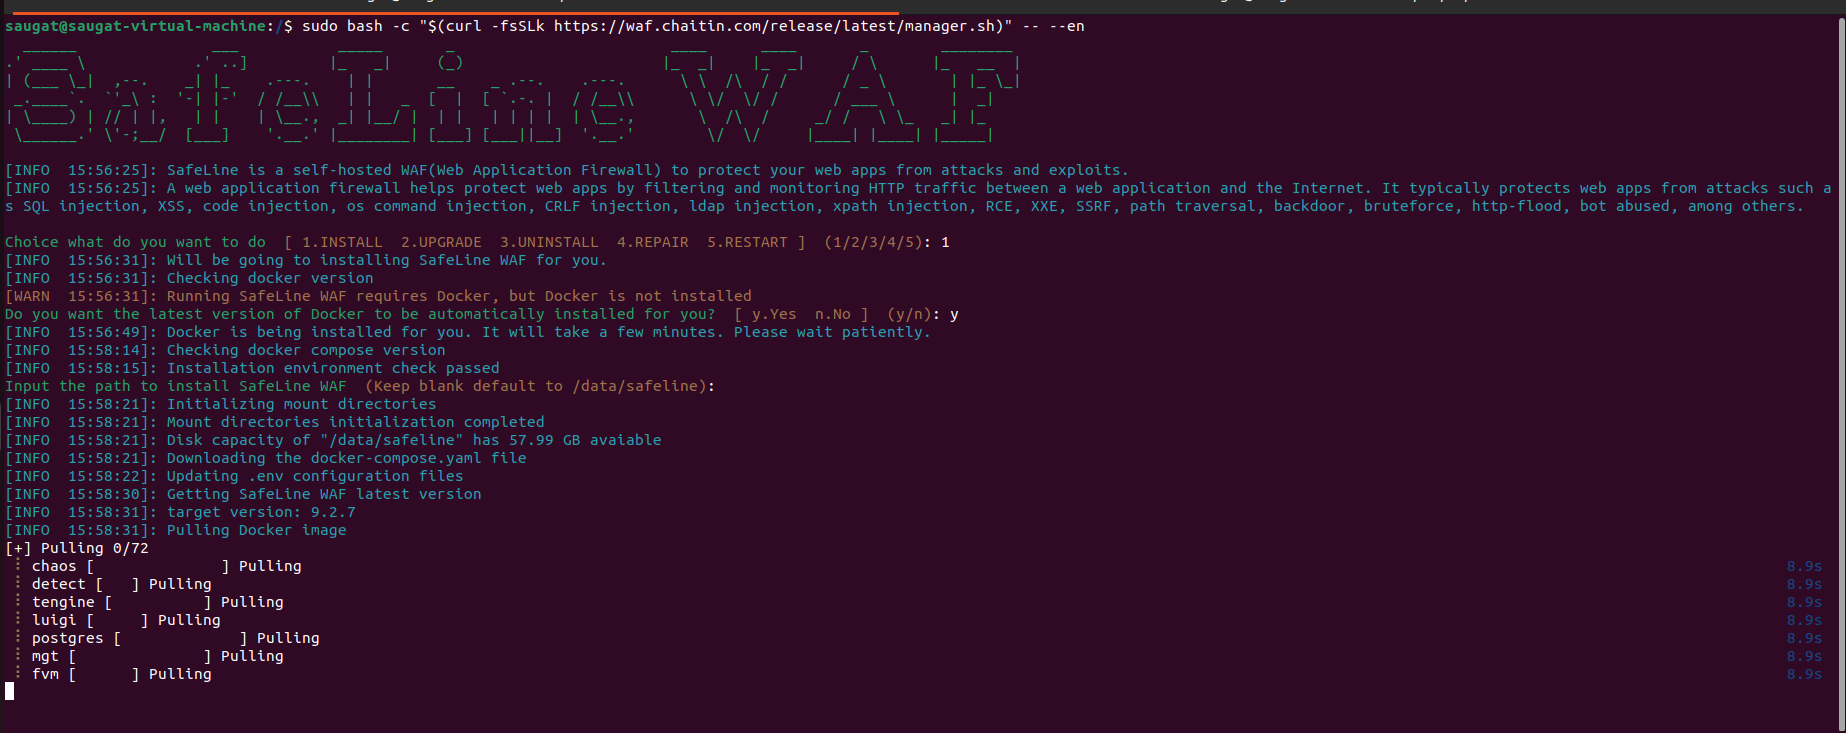 saugat@saugat-virtual-machine:/$ sudo bash -c "$(curl -fsSLk https://waf.chaitin.com/release/latest/manager.sh)" -- --en
SafeLine WAF
[INFO  15:56:25]: SafeLine is a self-hosted WAF(Web Application Firewall) to protect your web apps from attacks and exploits.
[INFO  15:56:25]: A web application firewall helps protect web apps by filtering and monitoring HTTP traffic between a web application and the Internet. It typically protects web apps from attacks such a
s SQL injection, XSS, code injection, os command injection, CRLF injection, ldap injection, xpath injection, RCE, XXE, SSRF, path traversal, backdoor, bruteforce, http-flood, bot abused, among others.
Choice what do you want to do  [ 1.INSTALL  2.UPGRADE  3.UNINSTALL  4.REPAIR  5.RESTART ]  (1/2/3/4/5): 1
[INFO  15:56:31]: Will be going to installing SafeLine WAF for you.
[INFO  15:56:31]: Checking docker version
[WARN  15:56:31]: Running SafeLine WAF requires Docker, but Docker is not installed
Do you want the latest version of Docker to be automatically installed for you?  [ y.Yes  n.No ]  (y/n): y
[INFO  15:56:49]: Docker is being installed for you. It will take a few minutes. Please wait patiently.
[INFO  15:58:14]: Checking docker compose version
[INFO  15:58:15]: Installation environment check passed
Input the path to install SafeLine WAF  (Keep blank default to /data/safeline):
[INFO  15:58:21]: Initializing mount directories
[INFO  15:58:21]: Mount directories initialization completed
[INFO  15:58:21]: Disk capacity of "/data/safeline" has 57.99 GB avaiable
[INFO  15:58:21]: Downloading the docker-compose.yaml file
[INFO  15:58:22]: Updating .env configuration files
[INFO  15:58:30]: Getting SafeLine WAF latest version
[INFO  15:58:31]: target version: 9.2.7
[INFO  15:58:31]: Pulling Docker image
[+] Pulling 0/72
chaos [              ] Pulling 8.9s
detect [   ] Pulling 8.9s
tengine [          ] Pulling 8.9s
luigi [     ] Pulling 8.9s
postgres [             ] Pulling 8.9s
mgt [              ] Pulling 8.9s
fvm [      ] Pulling 8.9s